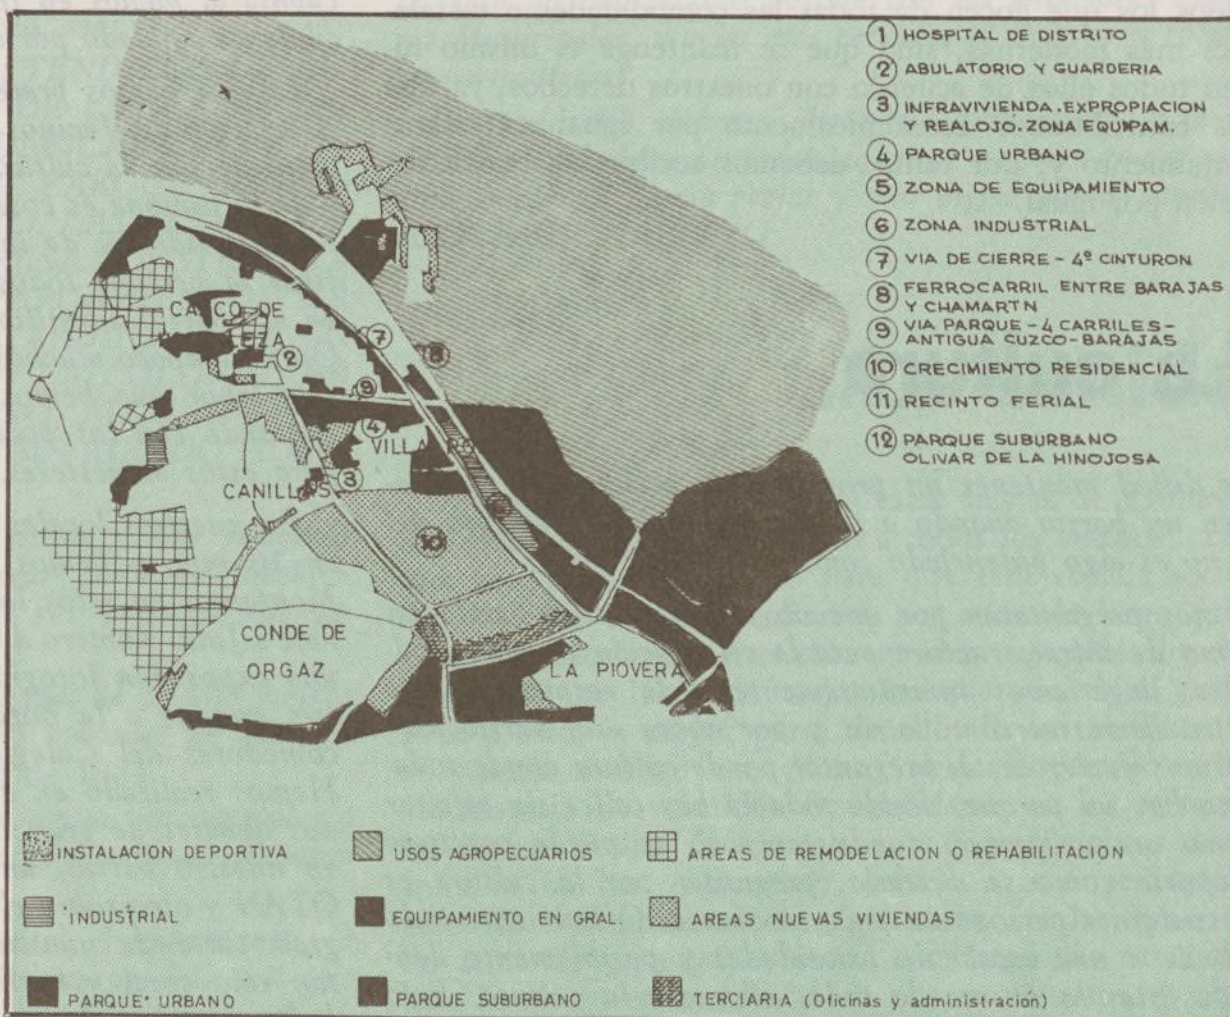 ① HOSPITAL DE DISTRITO
② ABULATORIO Y GUARDERIA
③ INFRAVIVIENDA.EXPROPIACION
Y REALOJO.ZONA EQUIPAM.
④ PARQUE URBANO
⑤ ZONA DE EQUIPAMIENTO
⑥ ZONA INDUSTRIAL
⑦ VIA DE CIERRE - 4º CINTURON
⑧ FERROCARRIL ENTRE BARAJAS
Y CHAMARTN
⑨ VIA PARQUE - 4 CARRILES-
ANTIGUA CUZCO-BARAJAS
⑩ CRECIMIENTO RESIDENCIAL
⑪ RECINTO FERIAL
⑫ PARQUE SUBURBANO
OLIVAR DE LA HINOJOSA
CASCO DE
②
⑦
⑧
⑨
④
VILLA RO
③
CANILLAS
⑩
CONDE DE
ORGAZ
LA PIOVERA
INSTALACION DEPORTIVA
USOS AGROPECUARIOS
AREAS DE REMODELACION O REHABILITACION
INDUSTRIAL
EQUIPAMIENTO EN GRAL.
AREAS NUEVAS VIVIENDAS
PARQUE URBANO
PARQUE SUBURBANO
TERCIARIA (Oficinas y administracion)